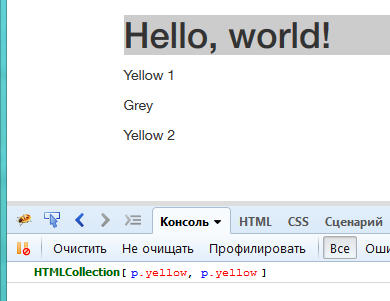 Hello, world!
Yellow 1
Grey
Yellow 2
Консоль HTML CSS Сценарий
Очистить Не очищать Профилировать Все Оши
HTMLCollection[ p.yellow, p.yellow ]